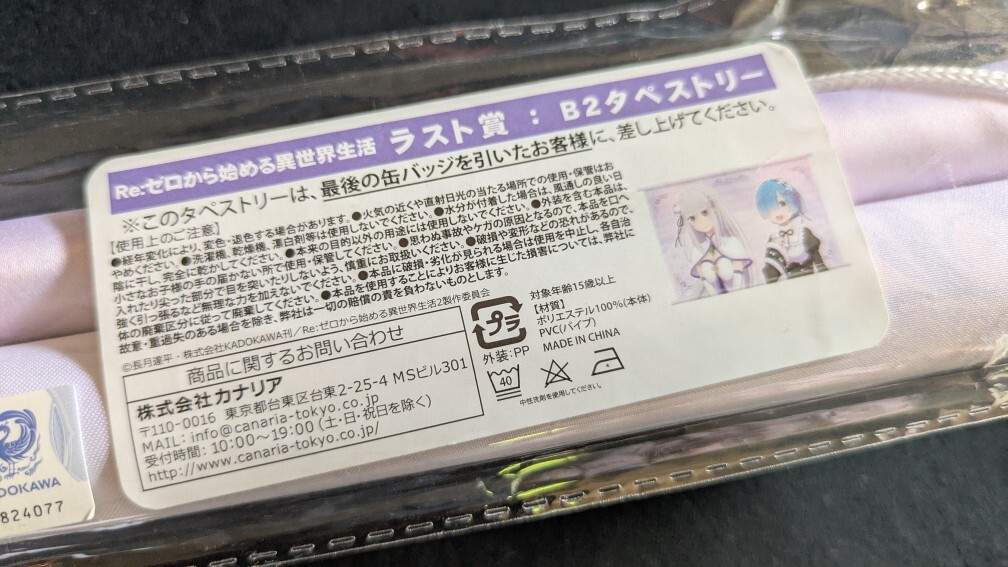 Re:ゼロから始める異世界生活 ラスト賞 : B2タペストリー
※このタペストリーは、最後の缶バッジを引いたお客様に、差し上げてください。
【使用上のご注意】
●経年変化により、変色・退色する場合があります。●火気の近くや直射日光の当たる場所での使用・保管はお
やめください。●洗濯機、乾燥機、漂白剤等は使用しないでください。●水分が付着した場合は、風通しの良い日
陰に干し、完全に乾かしてください。●本来の目的以外の用途には使用しないでください。●外装を含む本品は、
小さなお子様の手の届かない所で使用・保管してください。●思わぬ事故やケガの原因となるので、本品を口へ
入れたり尖った部分で目を突いたりしないよう、慎重にお取扱いください。●破損や変形などの恐れがあるので、
強く引っ張るなど無理な力を加えないでください。●本品に破損・劣化が見られる場合は使用を中止し、各自治
体の廃棄区分に従って廃棄してください。●本品を使用することによりお客様に生じた損害については、弊社に
故意・重過失のある場合を除き、弊社は一切の賠償の責を負わないものとします。
©長月達平・株式会社KADOKAWA刊/Re:ゼロから始める異世界生活2製作委員会
商品に関するお問い合わせ
株式会社カナリア
〒110-0016 東京都台東区台東2-25-4 MSビル301
MAIL: info@canaria-tokyo.co.jp
受付時間: 10:00~19:00 (土・日・祝日を除く)
http://www.canaria-tokyo.co.jp/
プラ
外装:PP
対象年齢15歳以上
【材質】
ポリエステル100%(本体)
PVC(パイプ)
MADE IN CHINA
40
中性洗剤を使用してください。
DOKAWA
824077